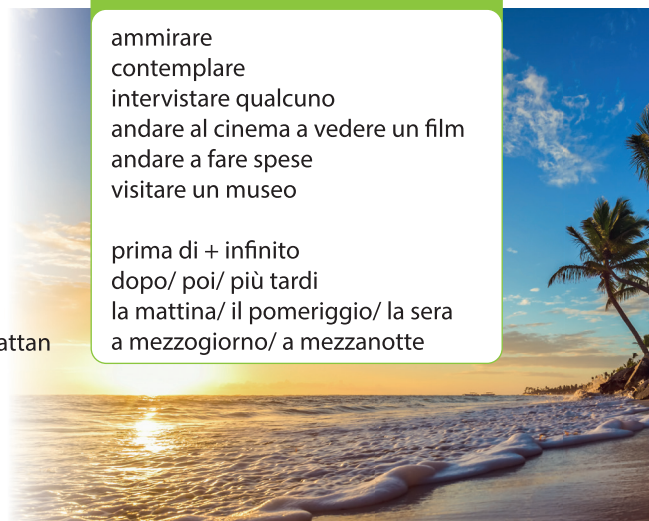 ammirare
contemplare
intervistare qualcuno
andare al cinema a vedere un film
andare a fare spese
visitare un museo
prima di + infinito
dopo/ poi/ più tardi
la mattina/ il pomeriggio/ la sera
attan
a mezzogiorno/ a mezzanotte